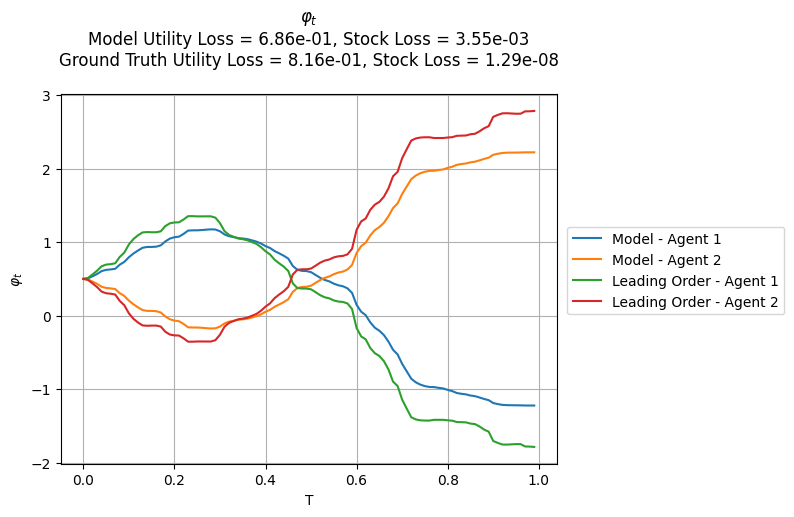 φₜ
Model Utility Loss = 6.86e-01, Stock Loss = 3.55e-03
Ground Truth Utility Loss = 8.16e-01, Stock Loss = 1.29e-08
3
2
1
0
−1
−2
φₜ
0.0 0.2 0.4 0.6 0.8 1.0
T
Model - Agent 1
Model - Agent 2
Leading Order - Agent 1
Leading Order - Agent 2